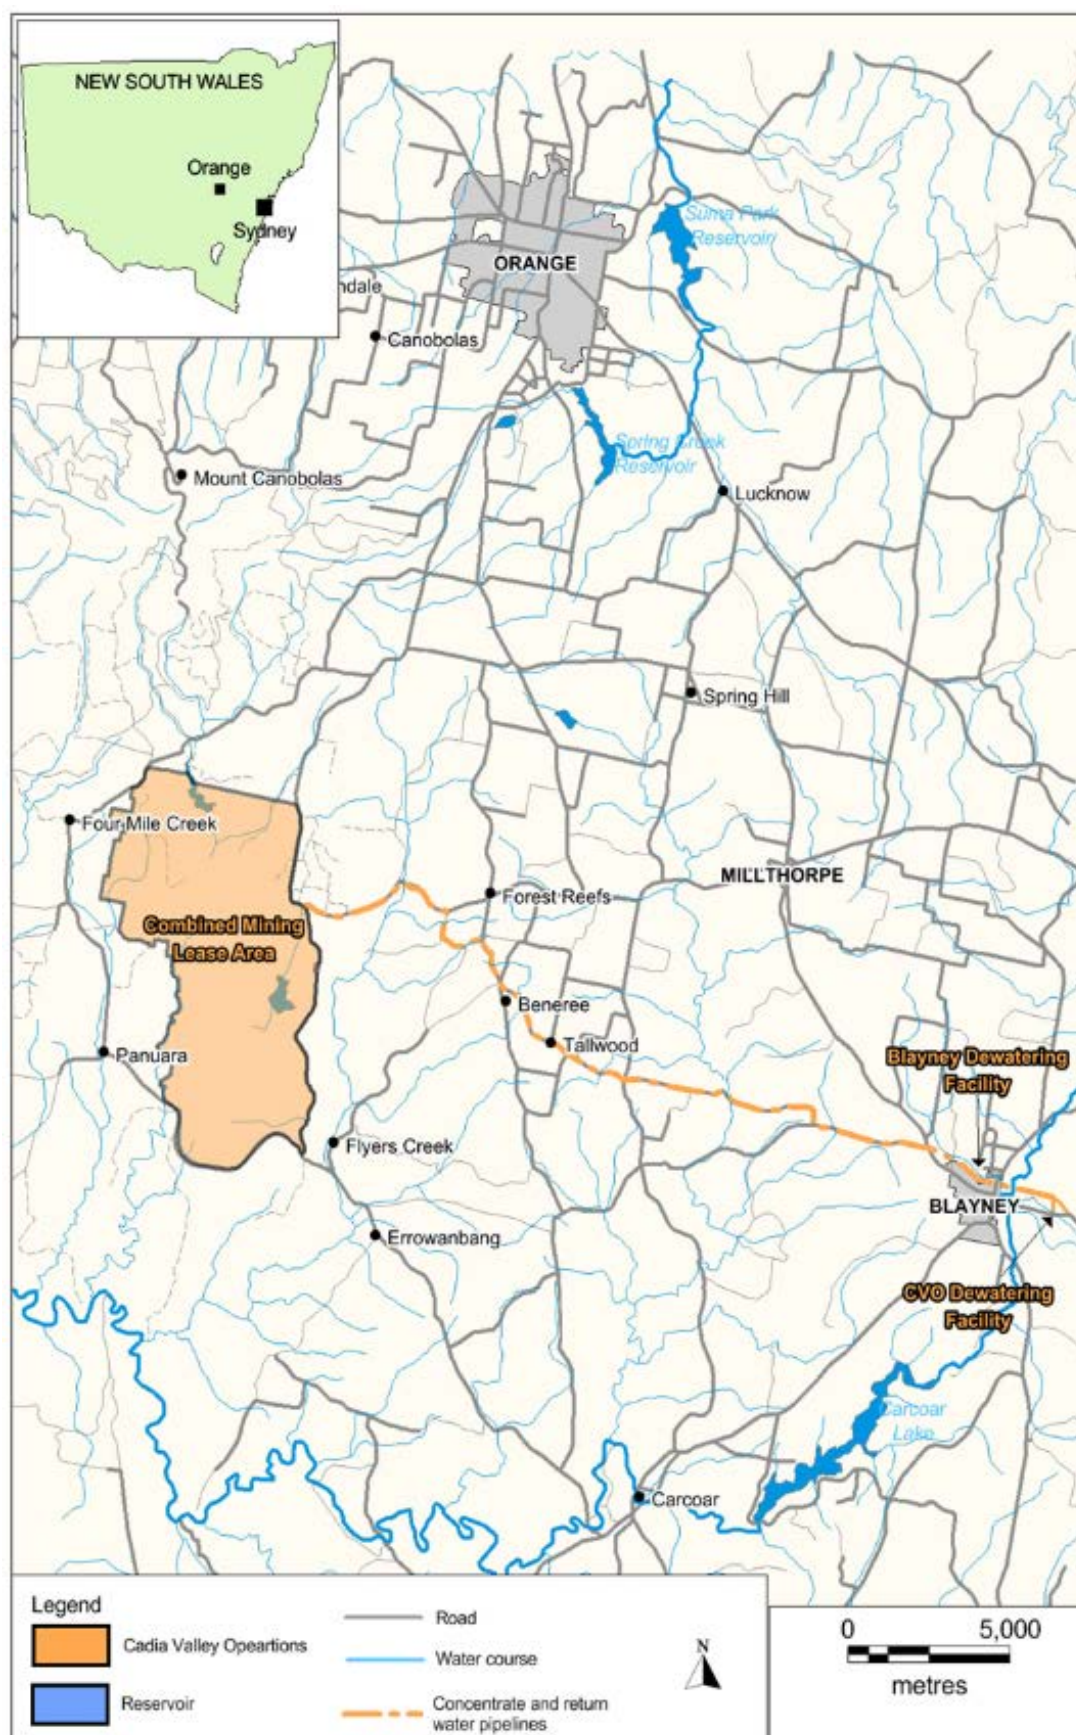 NEW SOUTH WALES
Orange
Sydney
Suma Park
Reservoir
ORANGE
ndale
Canobolas
Spring Creek
Reservoir
Mount Canobolas
Lucknow
Spring Hill
Four Mile Creek
MILLTHORPE
Forest Reefs
Combined Mining
Lease Area
Beneree
Tallwood
Panuara
Blayney Dewatering
Facility
Flyers Creek
BLAYNEY
Errowanbang
CVO Dewatering
Facility
Carcoar
Lake
Carcoar
Legend
Cadia Valley Opeartions
Reservoir
Road
Water course
Concentrate and return
water pipelines
N
0 5,000
metres